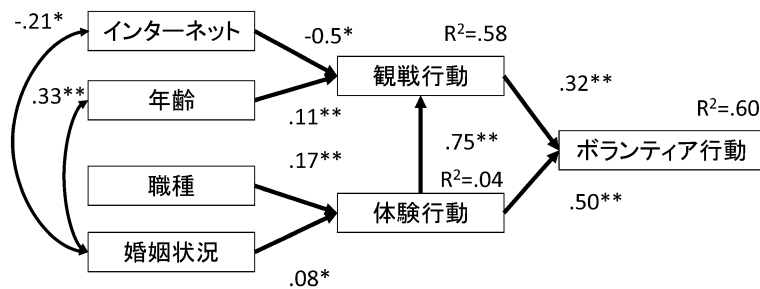 -.21*
インターネット
-0.5*
R²=.58
.33**
年齢
.11**
観戦行動
.32**
R²=.60
.17**
.75**
ボランティア行動
職種
R²=.04
体験行動
.50**
婚姻状況
.08*